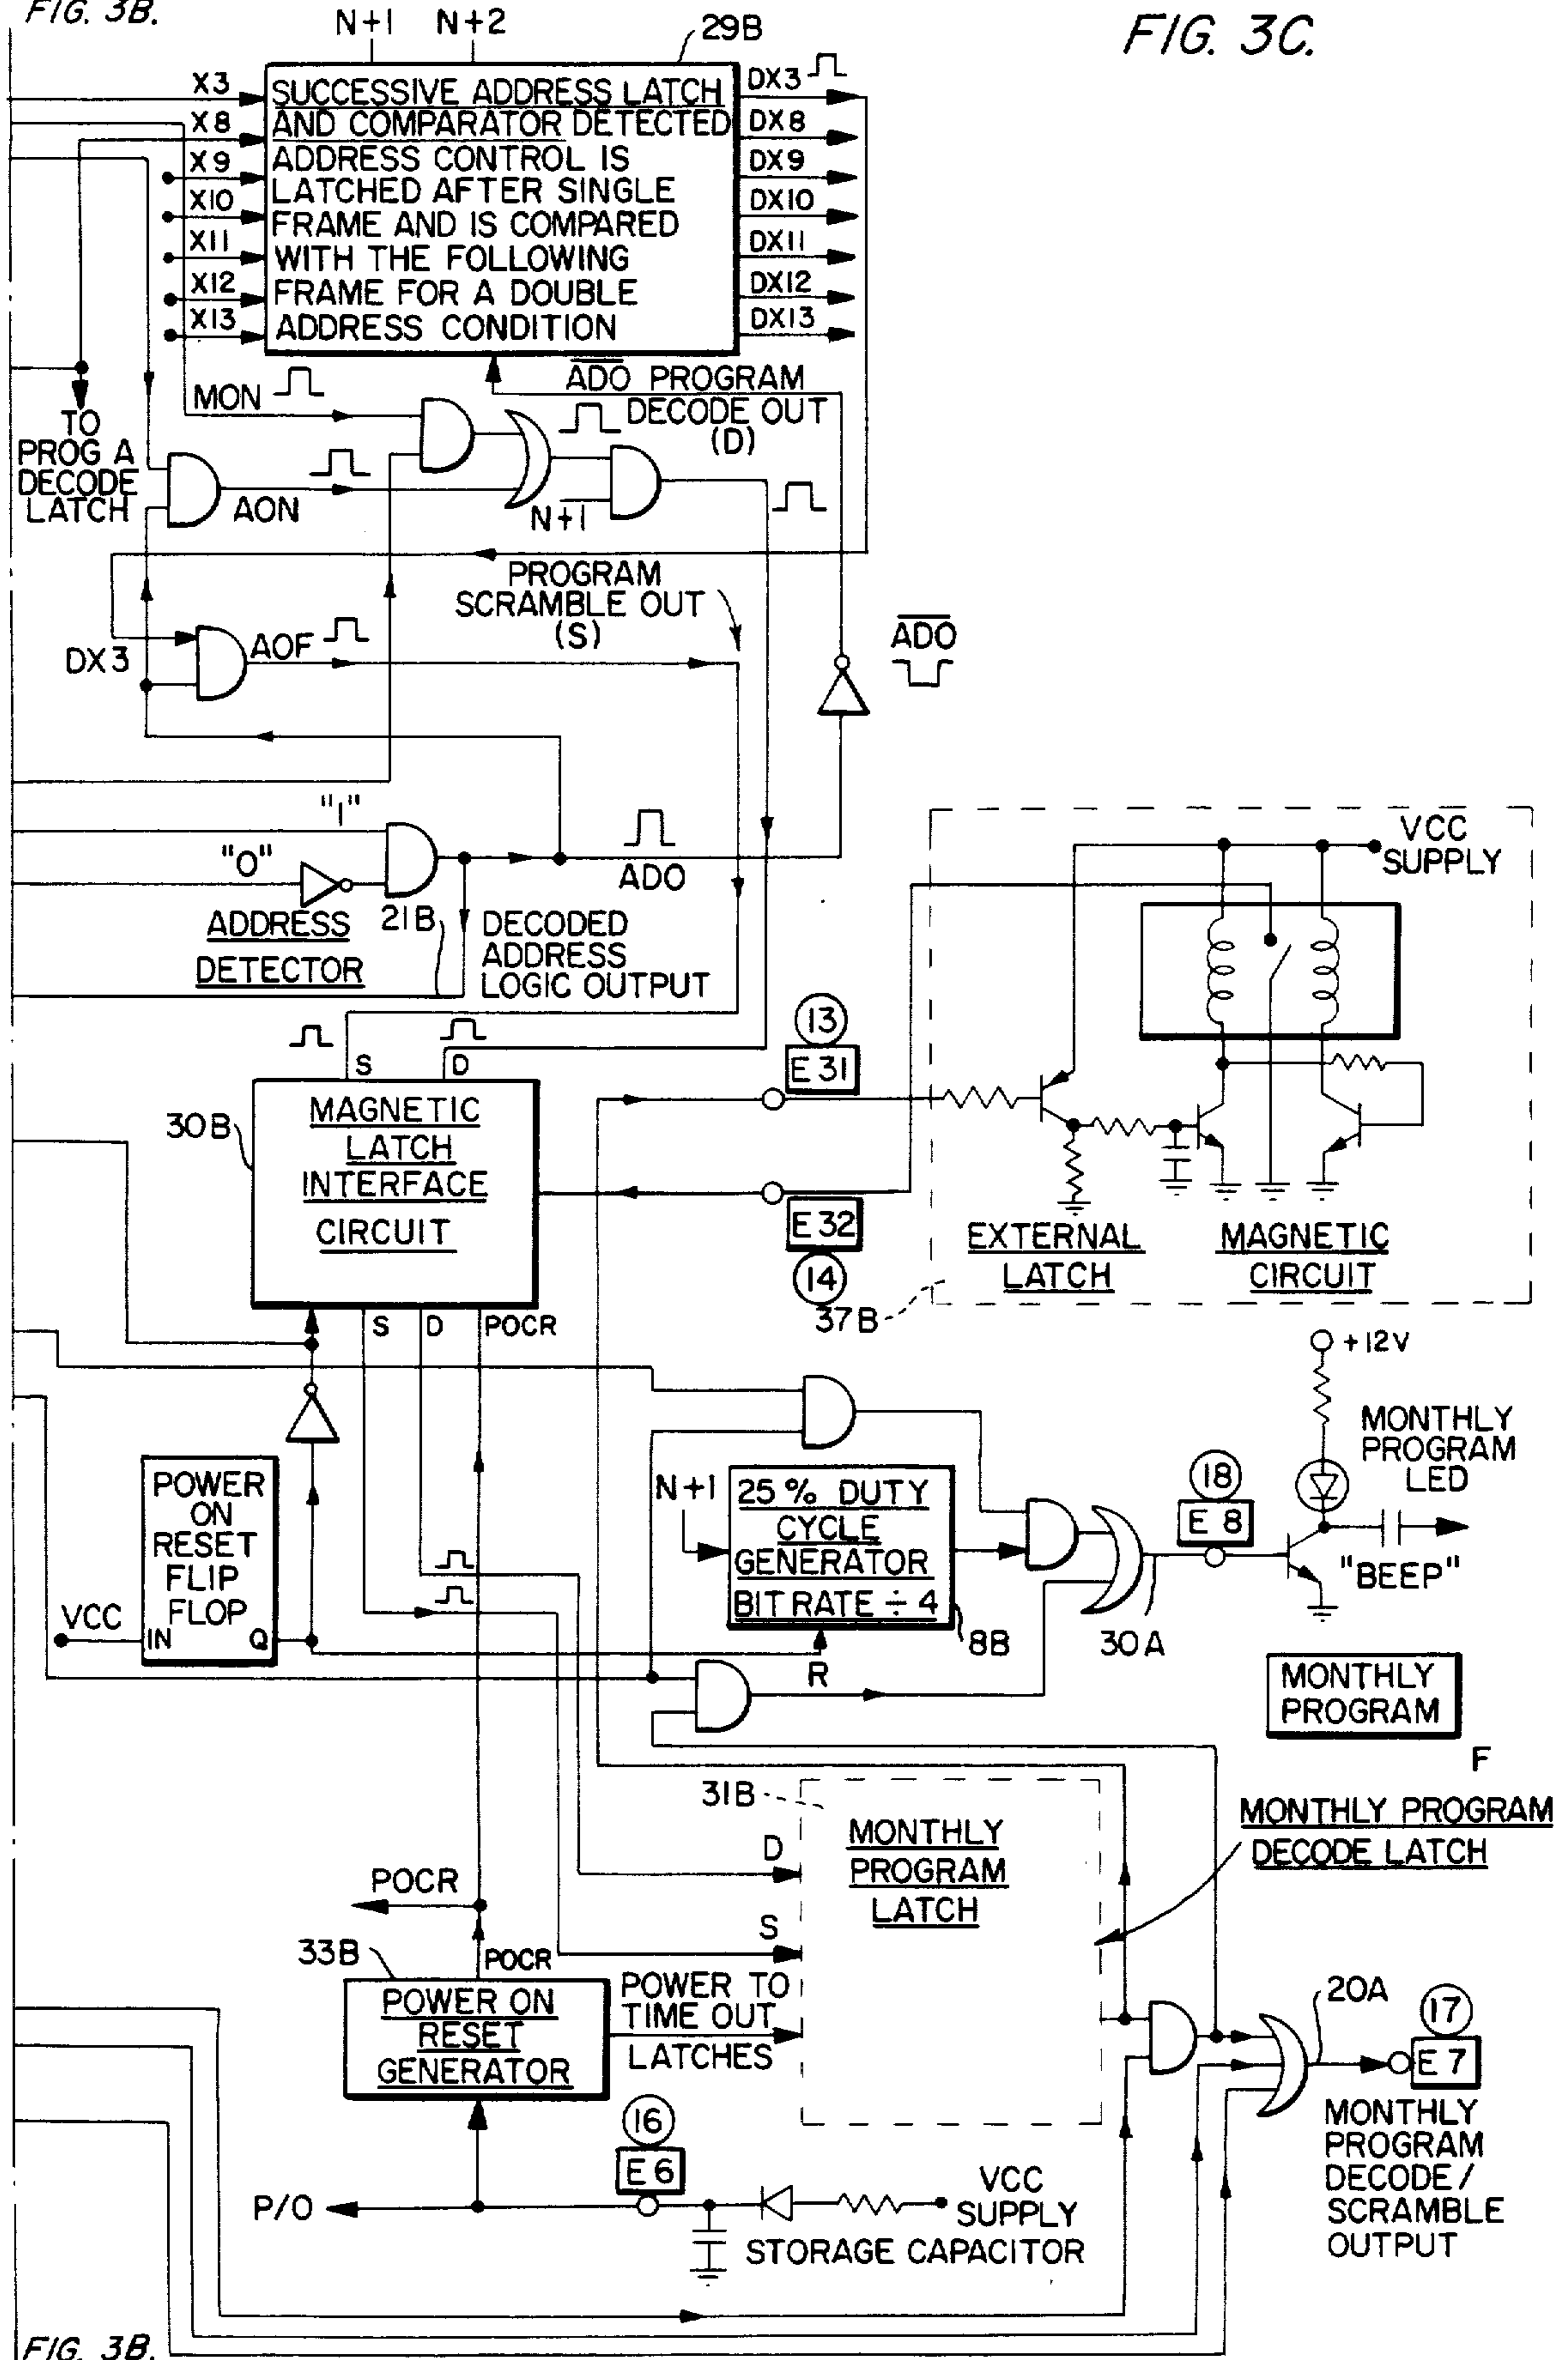 FIG. 3B.
N+1 N+2
29B
FIG. 3C.
X3
X8
X9
X10
X11
X12
X13
SUCCESSIVE ADDRESS LATCH
AND COMPARATOR DETECTED
ADDRESS CONTROL IS
LATCHED AFTER SINGLE
FRAME AND IS COMPARED
WITH THE FOLLOWING
FRAME FOR A DOUBLE
ADDRESS CONDITION
DX3
DX8
DX9
DX10
DX11
DX12
DX13
MON
ADO PROGRAM
DECODE OUT
(D)
TO
PROG A
DECODE
LATCH
AON
N+1
PROGRAM
SCRAMBLE OUT
(S)
DX3
AOF
ADO
"1"
"0"
ADO
ADDRESS
DETECTOR
21B
DECODED
ADDRESS
LOGIC OUTPUT
VCC
SUPPLY
S
D
13
E 31
30B
MAGNETIC
LATCH
INTERFACE
CIRCUIT
E 32
14
EXTERNAL
LATCH
MAGNETIC
CIRCUIT
37B
S
D
POCR
+12V
MONTHLY
PROGRAM
LED
POWER
ON
RESET
FLIP
FLOP
VCC
IN
Q
N+1
25 % DUTY
CYCLE
GENERATOR
BIT RATE ÷ 4
8B
R
18
E 8
30A
"BEEP"
MONTHLY
PROGRAM
F
31B
MONTHLY
PROGRAM
LATCH
MONTHLY PROGRAM
DECODE LATCH
D
POCR
S
33B
POCR
POWER ON
RESET
GENERATOR
POWER TO
TIME OUT
LATCHES
20A
17
E 7
16
E 6
P/O
VCC
SUPPLY
STORAGE CAPACITOR
MONTHLY
PROGRAM
DECODE/
SCRAMBLE
OUTPUT
FIG. 3B.